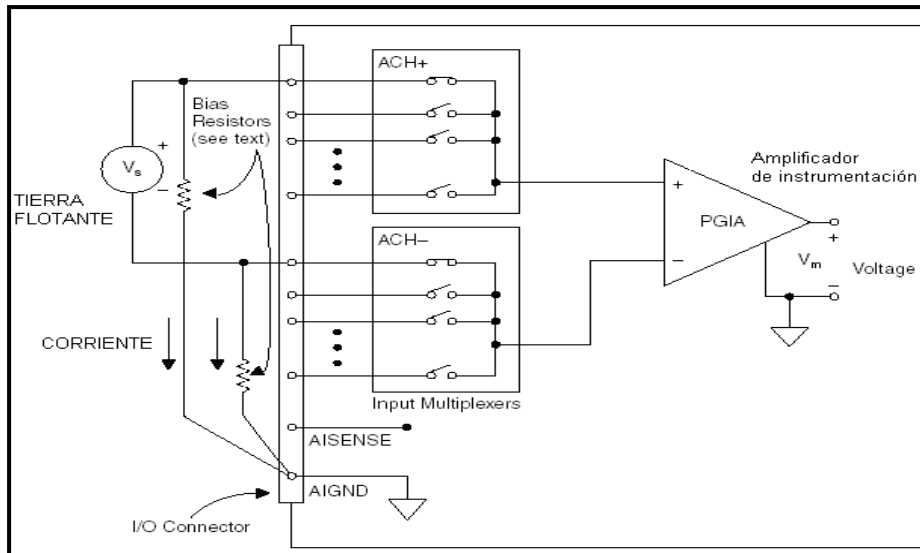 ACH+
Bias
Resistors
(see text)
+
Vs
−
TIERRA
FLOTANTE
Amplificador
de instrumentación
+
PGIA
−
+
Vm
−
Voltage
ACH−
CORRIENTE
Input Multiplexers
AISENSE
AIGND
I/O Connector